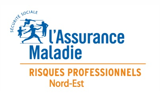 SÉCURITÉ SOCIALE
l'Assurance
Maladie
RISQUES PROFESSIONNELS
Nord-Est